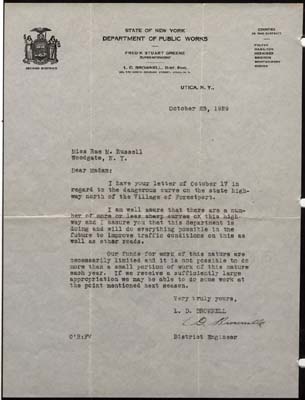 STATE OF NEW YORK
DEPARTMENT OF PUBLIC WORKS
FREDERICK STUART GREENE
SUPERINTENDENT
UTICA, N. Y.
October 25, 1929
Miss Rae M. Russell
Woodgate, N. Y.
Dear Madam:
I have your letter of October 17 in
regard to the dangerous curve on the state high-
way north of the Village of Forestport.
I am well aware that there are a num-
ber of more or less sharp curves on this high-
way and I assure you that this department is
doing and will do everything possible in the
future to improve traffic conditions on this as
well as other roads.
Our funds for work of this nature are
necessarily limited and it is not possible to do
more than a small portion of work of this nature
each year. If we receive a sufficiently large
appropriation we may be able to do some work at
the point mentioned next season.
Very truly yours,
L. D. BROWNELL
District Engineer